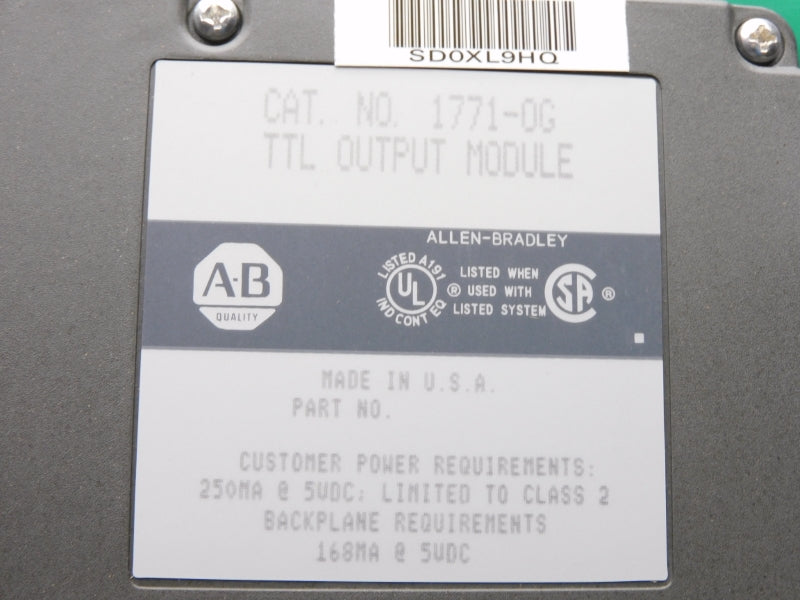 SD0XL9HQ
CAT. NO. 1771-OG
TTL OUTPUT MODULE
ALLEN-BRADLEY
A-B
QUALITY
LISTED A191
UL
IND CONT EQ
®
LISTED WHEN
USED WITH
LISTED SYSTEM
SA
®
MADE IN U.S.A.
PART NO.
CUSTOMER POWER REQUIREMENTS:
250MA @ 5VDC; LIMITED TO CLASS 2
BACKPLANE REQUIREMENTS
168MA @ 5VDC